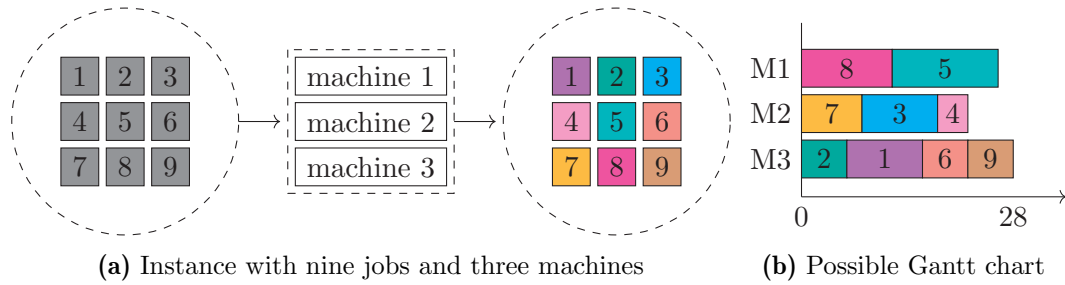 1 2 3
4 5 6
7 8 9
machine 1
machine 2
machine 3
1 2 3
4 5 6
7 8 9
(a) Instance with nine jobs and three machines
M1 8 5
M2 7 3 4
M3 2 1 6 9
0 28
(b) Possible Gantt chart